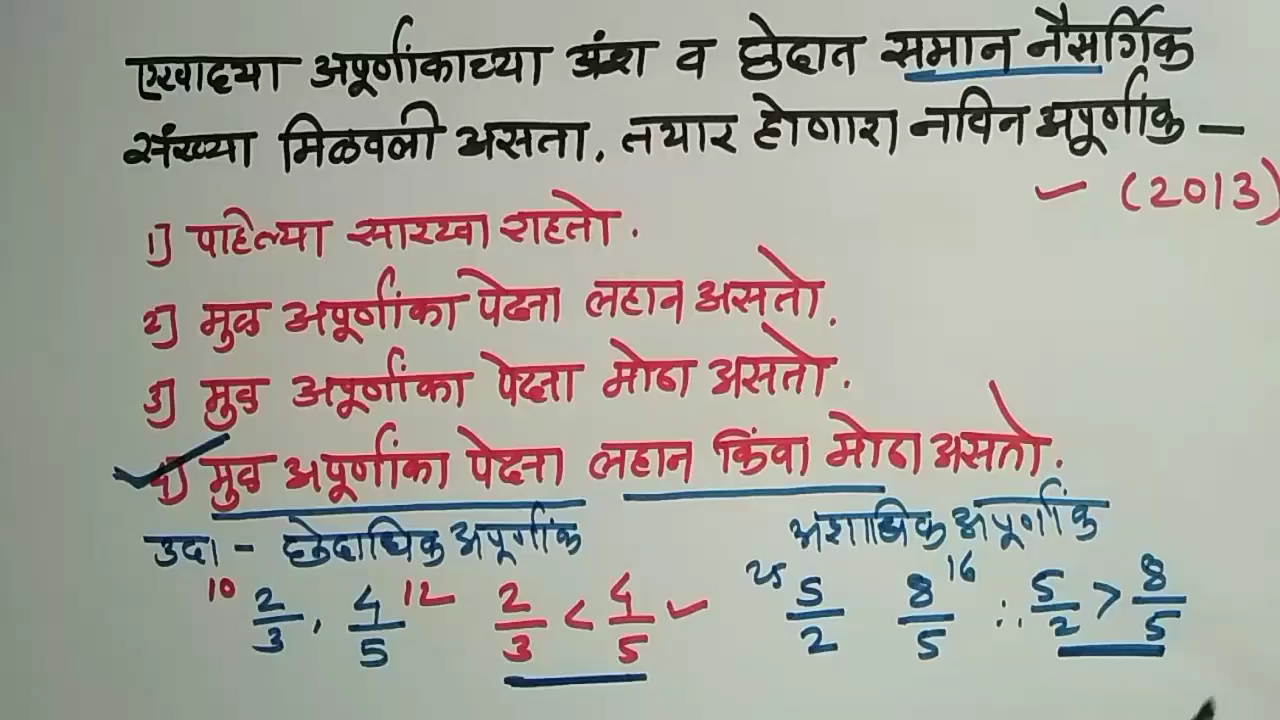 एखाद्या अपूर्णांकाच्या अंश व छेदात समान नैसर्गिक
संख्या मिळवली असता, तयार होणारा नविन अपूर्णांक —
✓ (2013)
1) पहिल्या सारखा राहतो.
2) मुळ अपूर्णांका पेक्षा लहान असतो.
3) मुळ अपूर्णांका पेक्षा मोठा असतो.
4) मुळ अपूर्णांका पेक्षा लहान किंवा मोठा असतो.
उदा - छेदाधिक अपूर्णांक अंशाधिक अपूर्णांक
10 2/3, 4/5 12 2/3 < 4/5 ✓ 25 5/2 8/5 16 ∴ 5/2 > 8/5